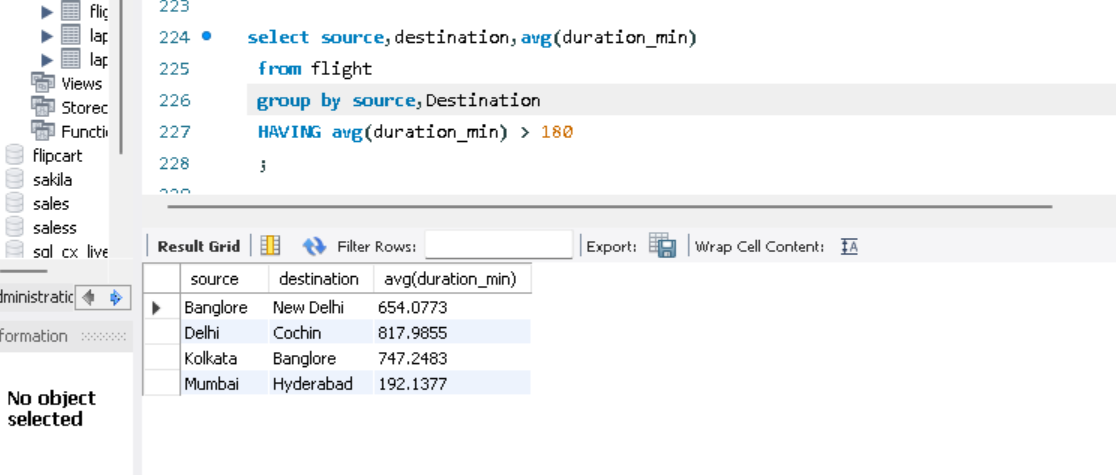 flig
lap
lap
Views
Storec
Functi
flipcart
sakila
sales
saless
sql_cx_live
dministratic
formation
No object
selected
223
224 select source,destination,avg(duration_min)
225 from flight
226 group by source,Destination
227 HAVING avg(duration_min) > 180
228 ;
Result Grid Filter Rows: Export: Wrap Cell Content: IA
source destination avg(duration_min)
Banglore New Delhi 654.0773
Delhi Cochin 817.9855
Kolkata Banglore 747.2483
Mumbai Hyderabad 192.1377